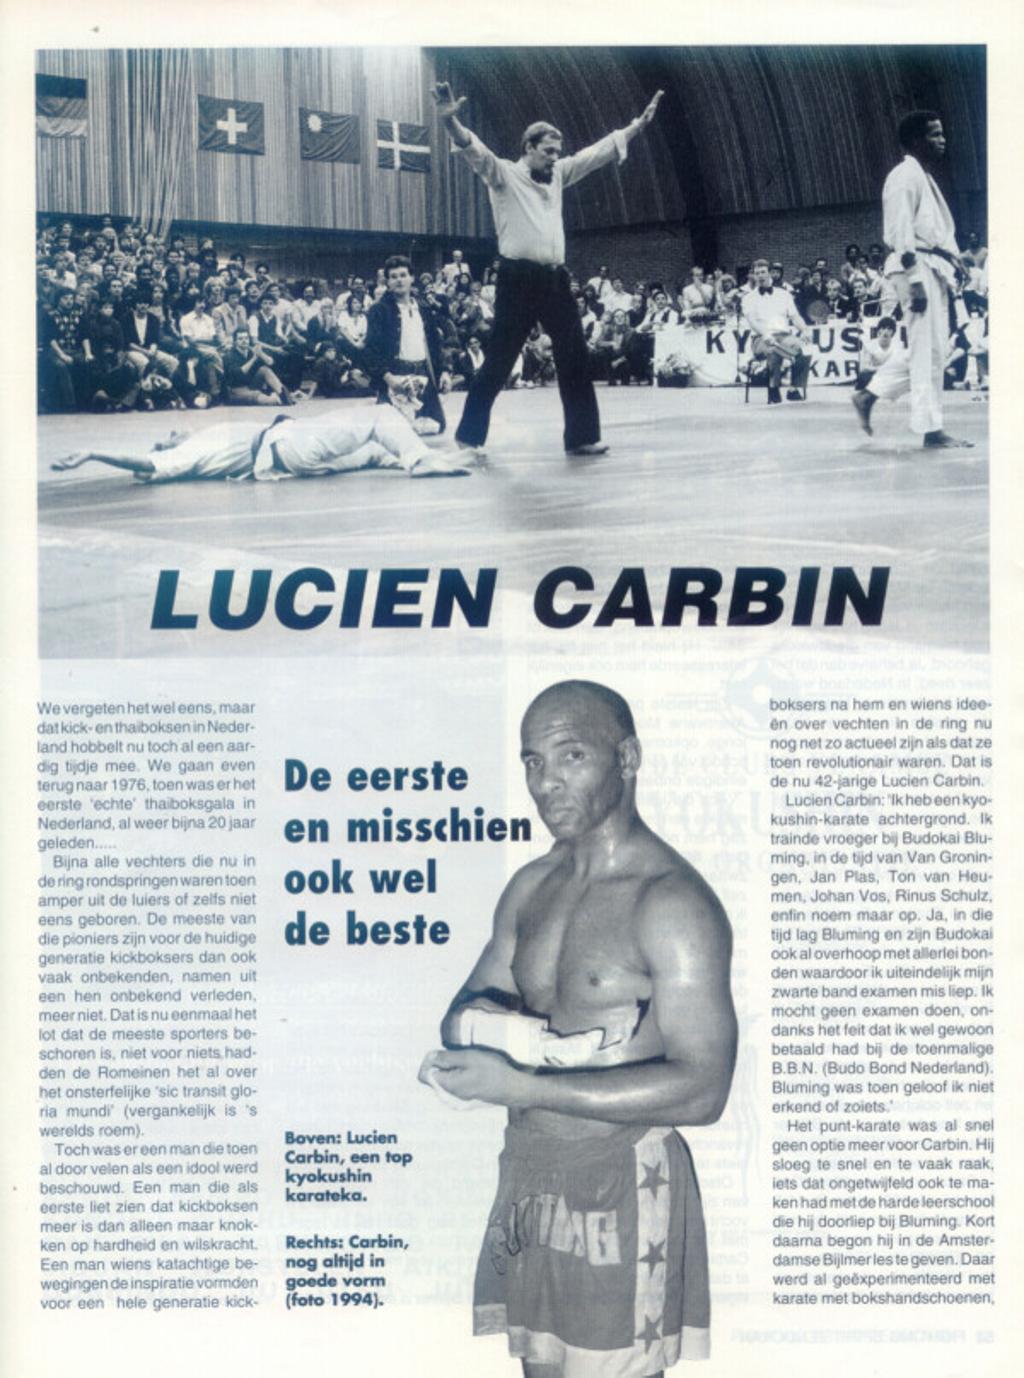 KY USH
KAR
LUCIEN CARBIN
We vergeten het wel eens, maar
dat kick- en thaiboksen in Neder-
land hobbelt nu toch al een aar-
dig tijdje mee. We gaan even
terug naar 1976, toen was er het
eerste 'echte' thaiboksgala in
Nederland, al weer bijna 20 jaar
geleden.....
Bijna alle vechters die nu in
de ring rondspringen waren toen
amper uit de luiers of zelfs niet
eens geboren. De meeste van
die pioniers zijn voor de huidige
generatie kickboksers dan ook
vaak onbekenden, namen uit
een hen onbekend verleden,
meer niet. Dat is nu eenmaal het
lot dat de meeste sporters be-
schoren is, niet voor niets had-
den de Romeinen het al over
het onsterfelijke 'sic transit glo-
ria mundi' (vergankelijk is 's
werelds roem).
Toch was er een man die toen
al door velen als een idool werd
beschouwd. Een man die als
eerste liet zien dat kickboksen
meer is dan alleen maar knok-
ken op hardheid en wilskracht.
Een man wiens katachtige be-
wegingen de inspiratie vormden
voor een hele generatie kick-
De eerste
en misschien
ook wel
de beste
Boven: Lucien
Carbin, een top
kyokushin
karateka.
Rechts: Carbin,
nog altijd in
goede vorm
(foto 1994).
boksers na hem en wiens idee-
ën over vechten in de ring nu
nog net zo actueel zijn als dat ze
toen revolutionair waren. Dat is
de nu 42-jarige Lucien Carbin.
Lucien Carbin: 'Ik heb een kyo-
kushin-karate achtergrond. Ik
trainde vroeger bij Budokai Blu-
ming, in de tijd van Van Gronin-
gen, Jan Plas, Ton van Heu-
men, Johan Vos, Rinus Schulz,
enfin noem maar op. Ja, in die
tijd lag Bluming en zijn Budokai
ook al overhoop met allerlei bon-
den waardoor ik uiteindelijk mijn
zwarte band examen mis liep. Ik
mocht geen examen doen, on-
danks het feit dat ik wel gewoon
betaald had bij de toenmalige
B.B.N. (Budo Bond Nederland).
Bluming was toen geloof ik niet
erkend of zoiets.'
Het punt-karate was al snel
geen optie meer voor Carbin. Hij
sloeg te snel en te vaak raak,
iets dat ongetwijfeld ook te ma-
ken had met de harde leerschool
die hij doorliep bij Bluming. Kort
daarna begon hij in de Amster-
damse Bijlmer les te geven. Daar
werd al geëxperimenteerd met
karate met bokshandschoenen,